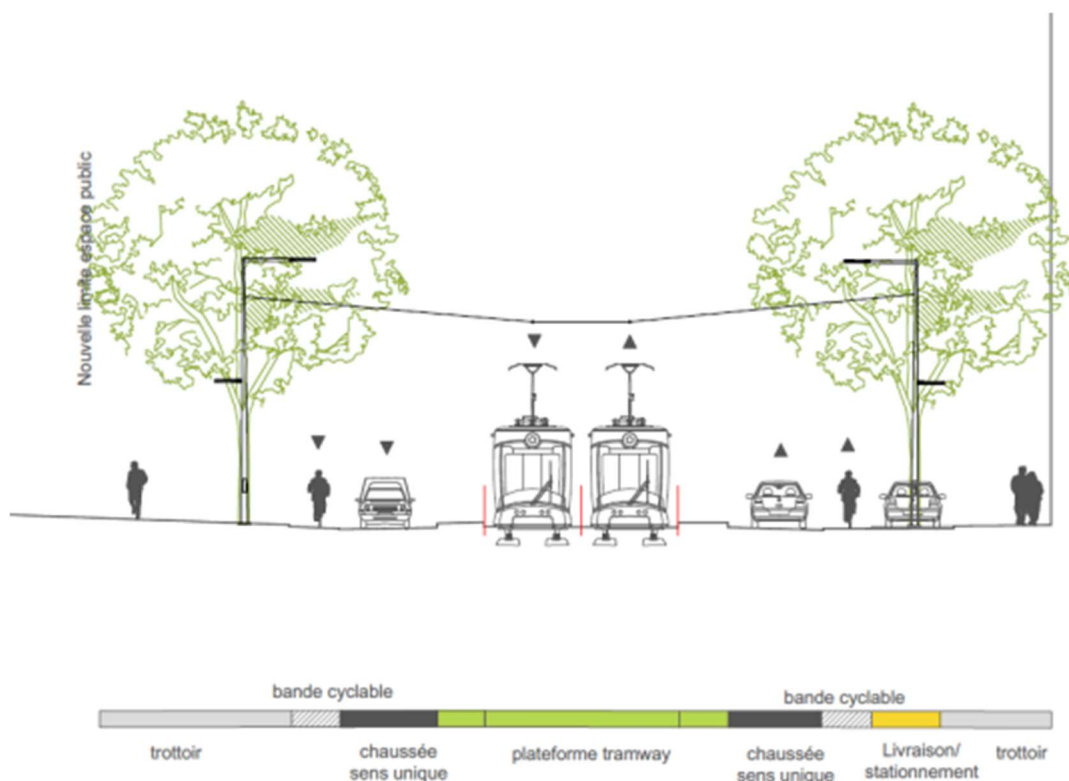 Nouvelle limite espace public
bande cyclable
bande cyclable
trottoir
chaussée
sens unique
plateforme tramway
chaussée
sens unique
Livraison/
stationnement
trottoir